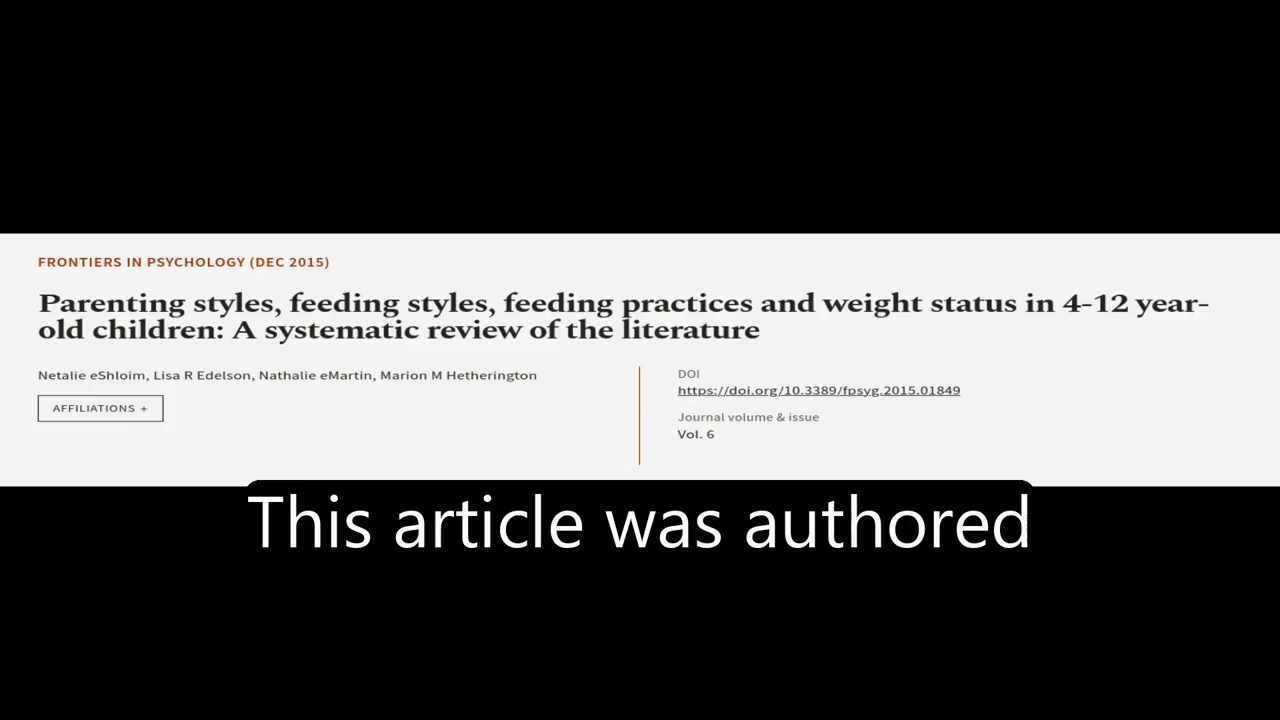 FRONTIERS IN PSYCHOLOGY (DEC 2015)
Parenting styles, feeding styles, feeding practices and weight status in 4-12 year-
old children: A systematic review of the literature
Netalie eShloim, Lisa R Edelson, Nathalie eMartin, Marion M Hetherington
AFFILIATIONS +
DOI
https://doi.org/10.3389/fpsyg.2015.01849
Journal volume & issue
Vol. 6
This article was authored